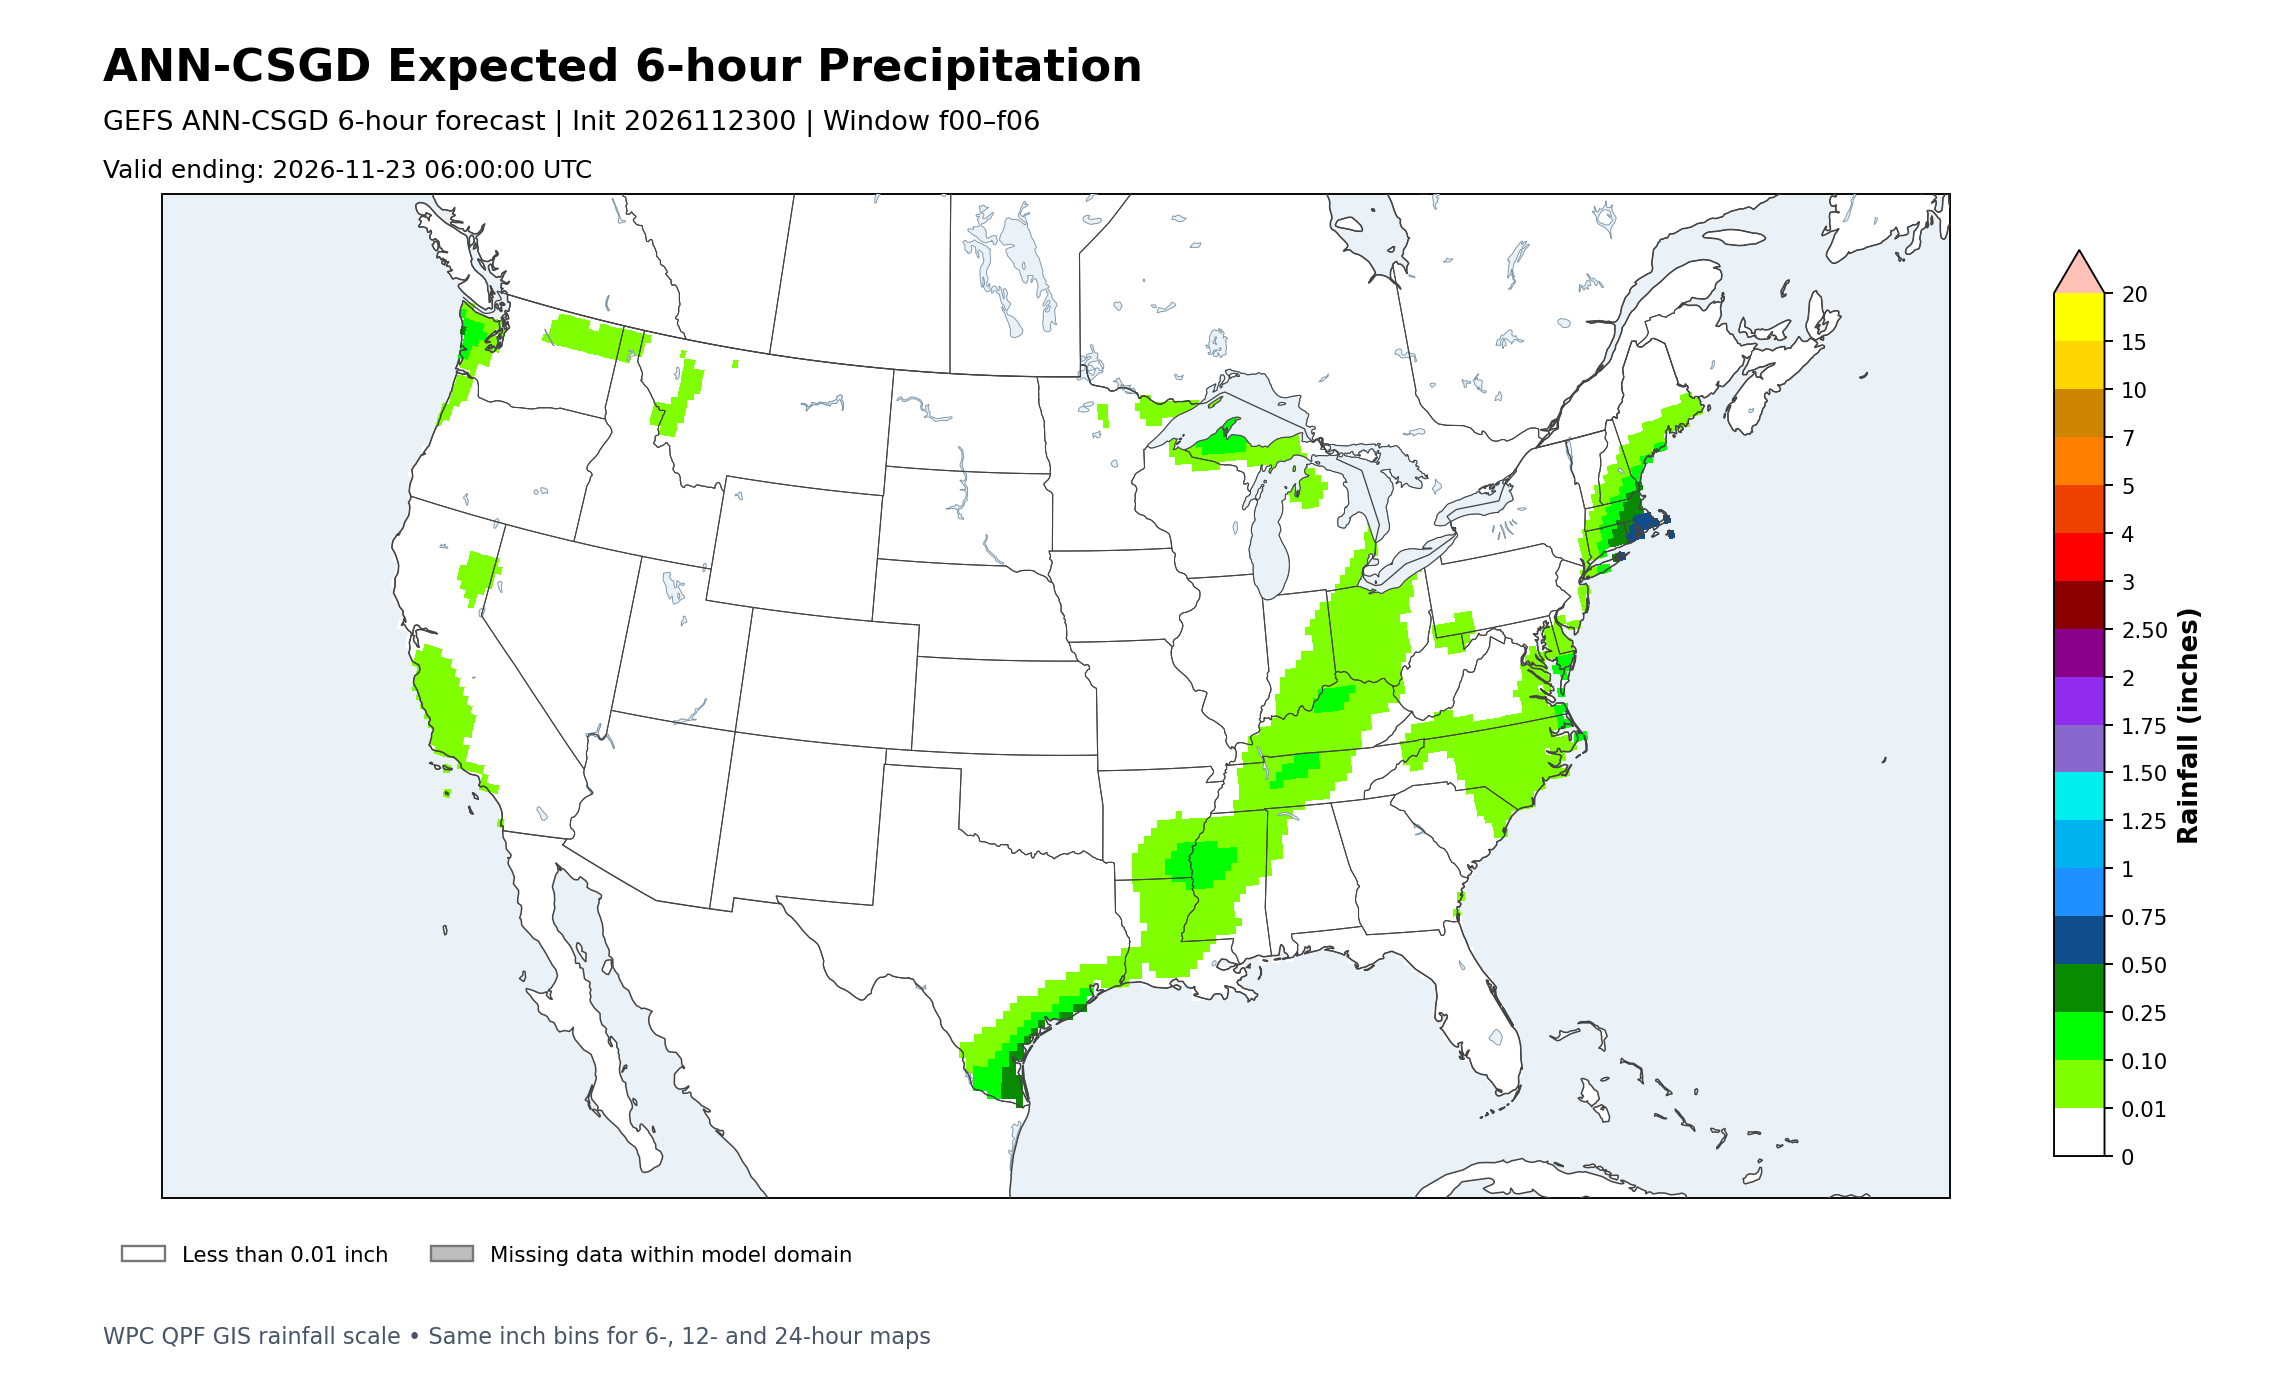 ANN-CSGD Expected 6-hour Precipitation
GEFS ANN-CSGD 6-hour forecast | Init 2026112300 | Window f00–f06
Valid ending: 2026-11-23 06:00:00 UTC
20
15
10
7
5
4
3
2.50
2
1.75
1.50
1.25
1
0.75
0.50
0.25
0.10
0.01
0
Rainfall (inches)
Less than 0.01 inch
Missing data within model domain
WPC QPF GIS rainfall scale • Same inch bins for 6-, 12- and 24-hour maps